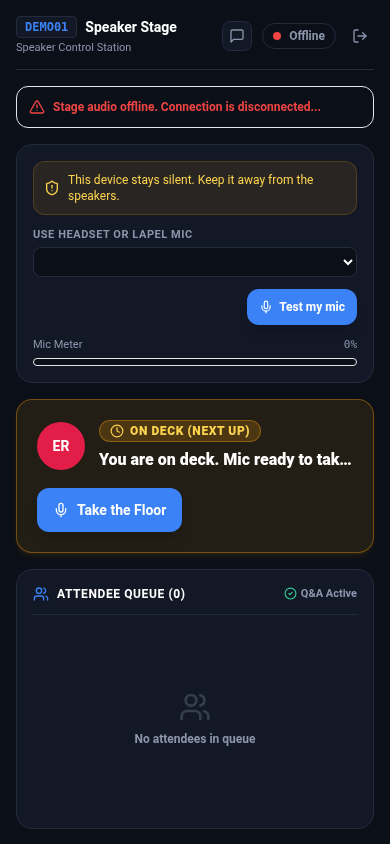 DEMO01 Speaker Stage
Speaker Control Station
Offline
Stage audio offline. Connection is disconnected...
This device stays silent. Keep it away from the
speakers.
USE HEADSET OR LAPEL MIC
Test my mic
Mic Meter 0%
ER
ON DECK (NEXT UP)
You are on deck. Mic ready to tak...
Take the Floor
ATTENDEE QUEUE (0)
Q&A Active
No attendees in queue